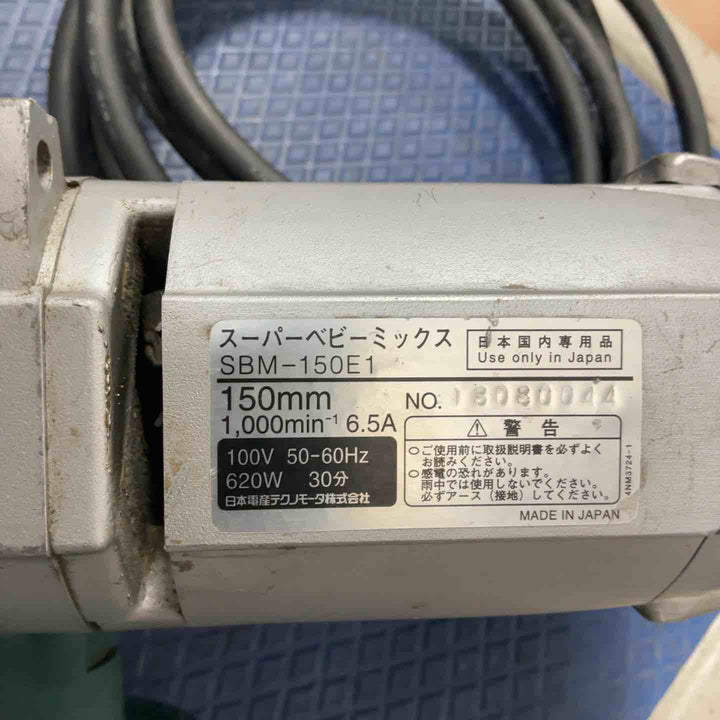 スーパーベビーミックス
SBM-150E1
日本国内専用品
Use only in Japan
150mm
1,000min⁻¹ 6.5A
NO. 18080044
100V 50-60Hz
620W 30分
日本電産テクノモータ株式会社
⚠ 警告
○ご使用前に取扱説明書を必ずよく
お読みください。
○感電の恐れがあります。
雨中では使用しないでください。
必ずアース（接地）してください。
4NM3724-1
MADE IN JAPAN